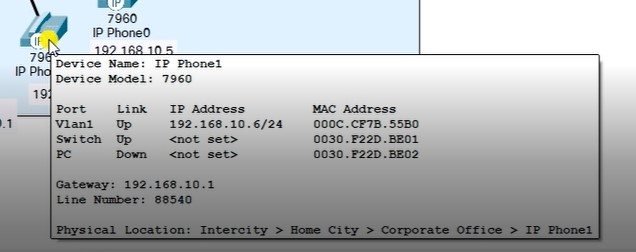 7960
IP Phone0
192.168.10.5
IP
796
IP Pho
192
0.1
Device Name: IP Phone1
Device Model: 7960
Port Link IP Address MAC Address
Vlan1 Up 192.168.10.6/24 000C.CF7B.55B0
Switch Up <not set> 0030.F22D.BE01
PC Down <not set> 0030.F22D.BE02
Gateway: 192.168.10.1
Line Number: 88540
Physical Location: Intercity > Home City > Corporate Office > IP Phone1